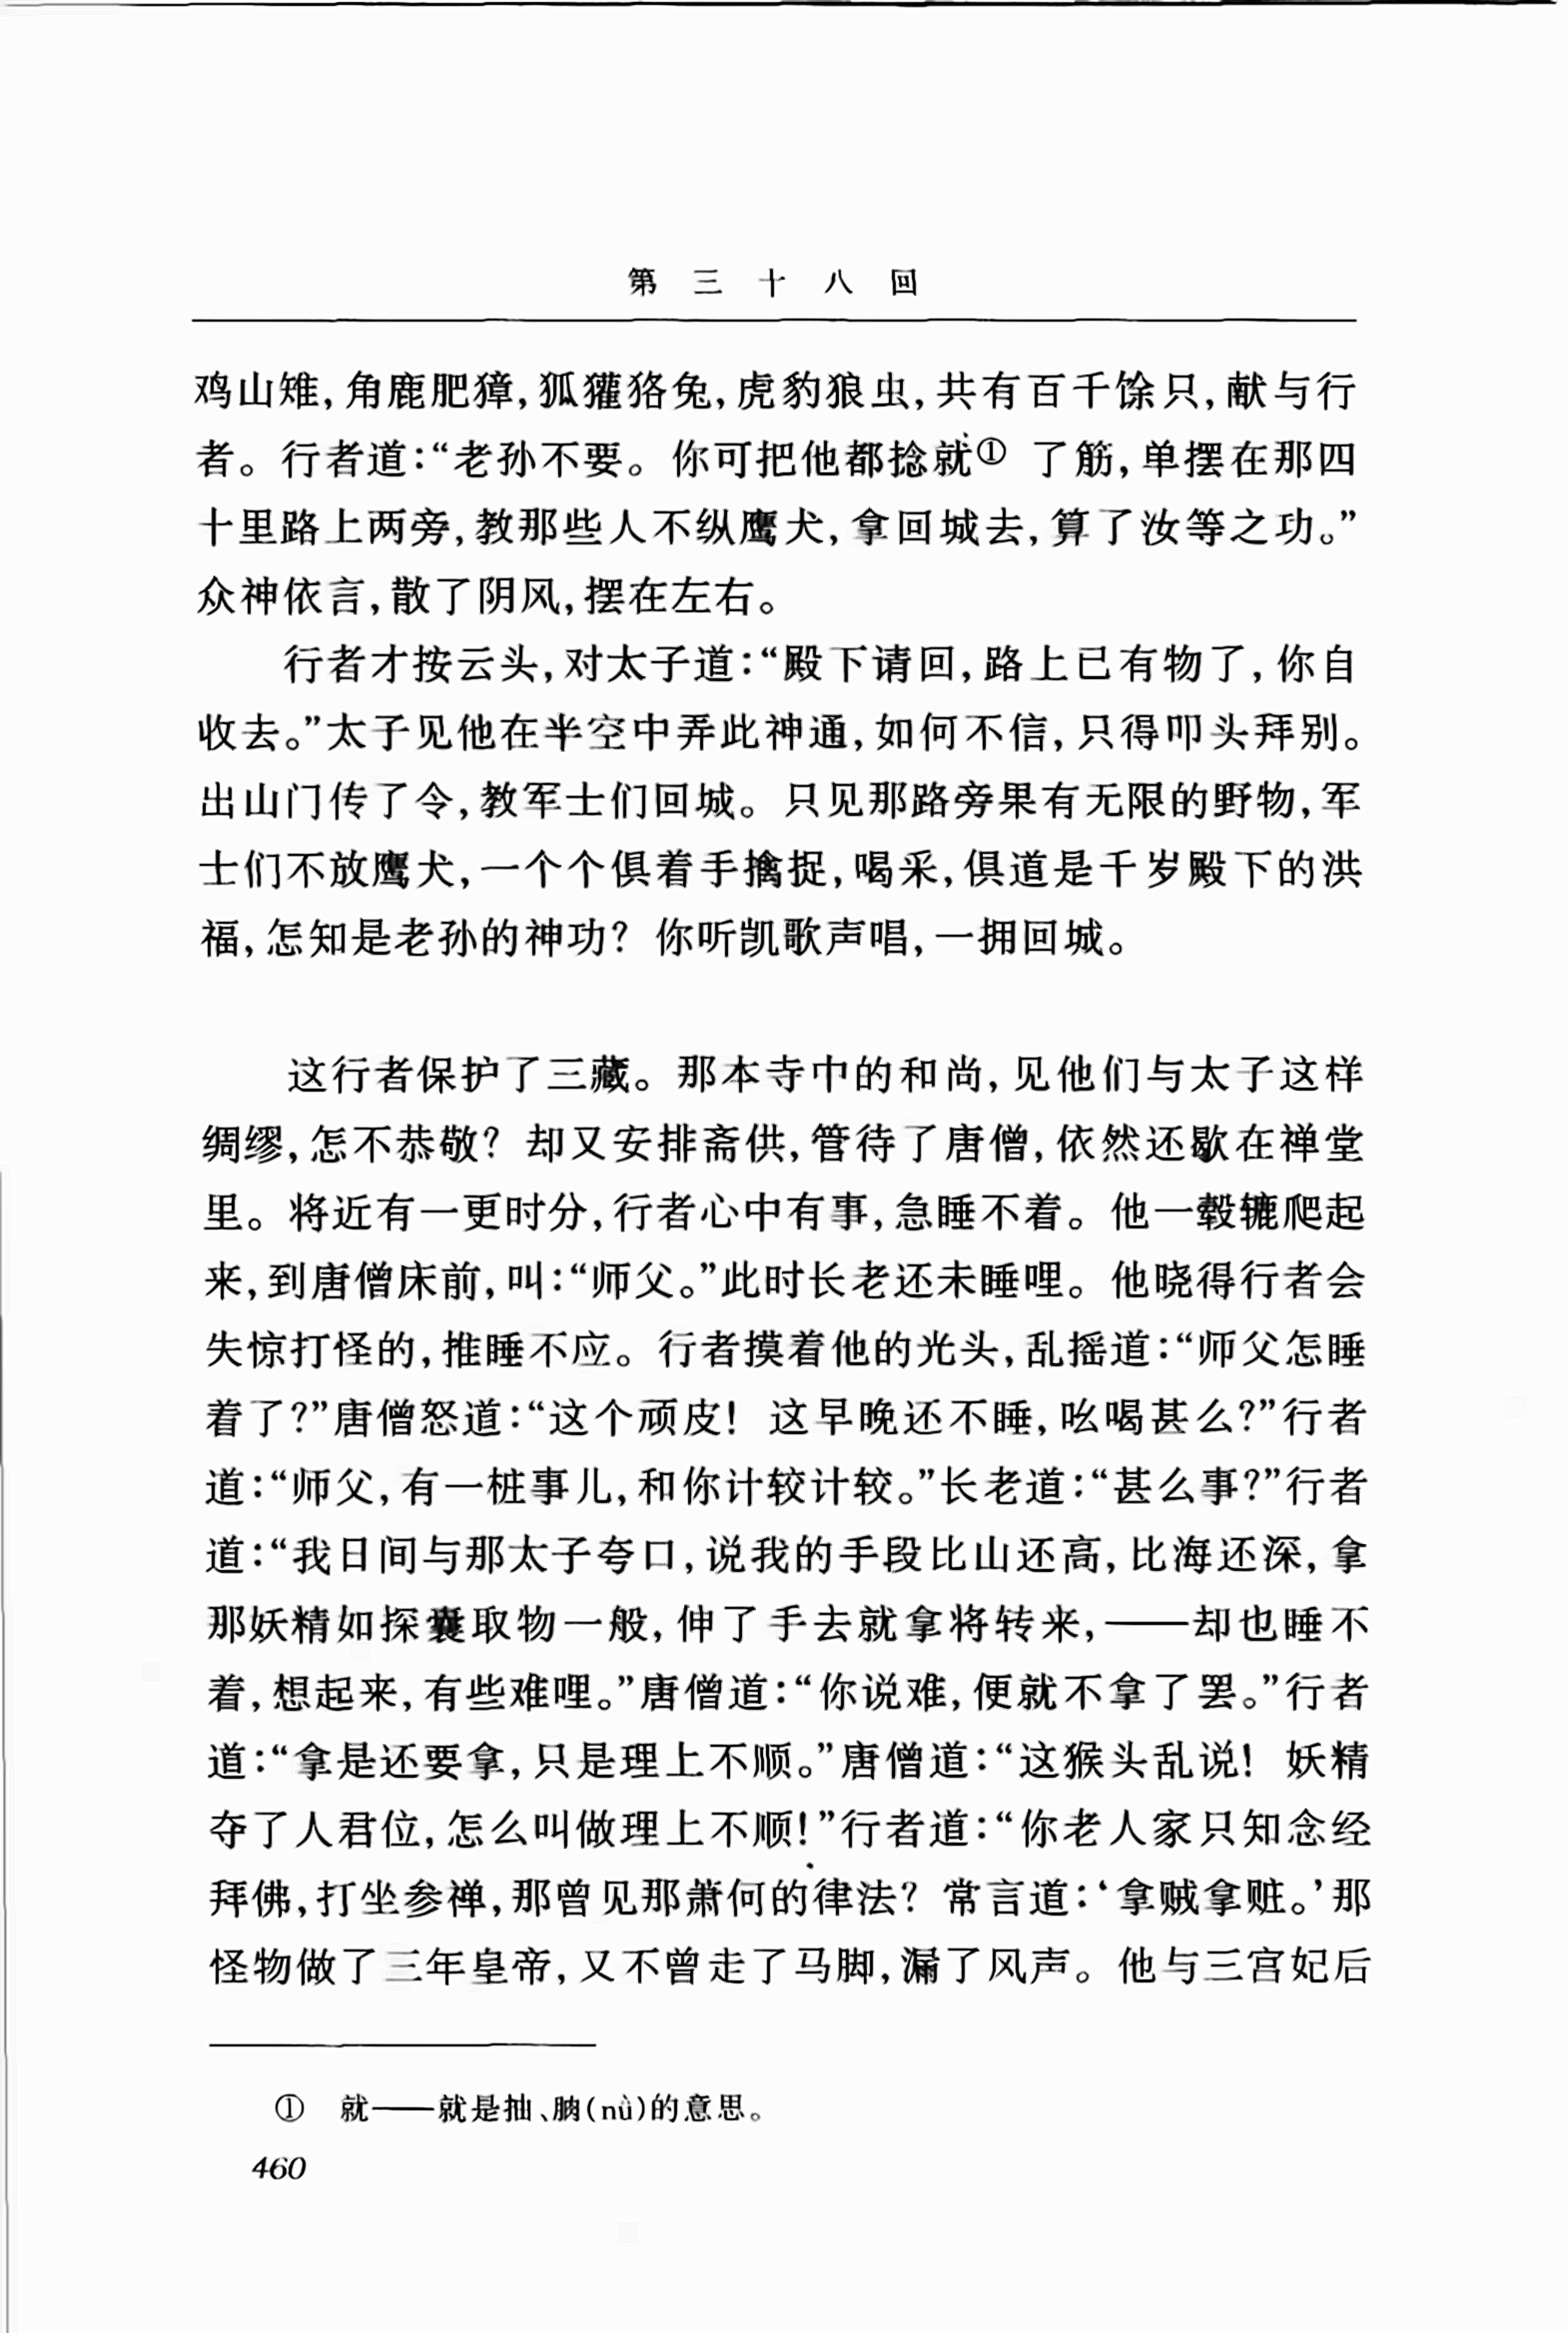 第三十八回
鸡山雉,角鹿肥獐,狐獾狢兔,虎豹狼虫,共有百千馀只,献与行
者。行者道:“老孙不要。你可把他都捻就① 了筋,单摆在那四
十里路上两旁,教那些人不纵鹰犬,拿回城去,算了汝等之功。”
众神依言,散了阴风,摆在左右。
行者才按云头,对太子道:“殿下请回,路上已有物了,你自
收去。”太子见他在半空中弄此神通,如何不信,只得叩头拜别。
出山门传了令,教军士们回城。只见那路旁果有无限的野物,军
士们不放鹰犬,一个个俱着手擒捉,喝采,俱道是千岁殿下的洪
福,怎知是老孙的神功?你听凯歌声唱,一拥回城。
这行者保护了三藏。那本寺中的和尚,见他们与太子这样
绸缪,怎不恭敬?却又安排斋供,管待了唐僧,依然还歇在禅堂
里。将近有一更时分,行者心中有事,急睡不着。他一毂辘爬起
来,到唐僧床前,叫:“师父。”此时长老还未睡哩。他晓得行者会
失惊打怪的,推睡不应。行者摸着他的光头,乱摇道:“师父怎睡
着了?”唐僧怒道:“这个顽皮!这早晚还不睡,吆喝甚么?”行者
道:“师父,有一桩事儿,和你计较计较。”长老道:“甚么事?”行者
道:“我日间与那太子夸口,说我的手段比山还高,比海还深,拿
那妖精如探囊取物一般,伸了手去就拿将转来,——却也睡不
着,想起来,有些难哩。”唐僧道:“你说难,便就不拿了罢。”行者
道:“拿是还要拿,只是理上不顺。”唐僧道:“这猴头乱说!妖精
夺了人君位,怎么叫做理上不顺!”行者道:“你老人家只知念经
拜佛,打坐参禅,那曾见那萧何的律法?常言道:‘拿贼拿赃。’那
怪物做了三年皇帝,又不曾走了马脚,漏了风声。他与三宫妃后
① 就——就是抽、朒(nǜ)的意思。
460